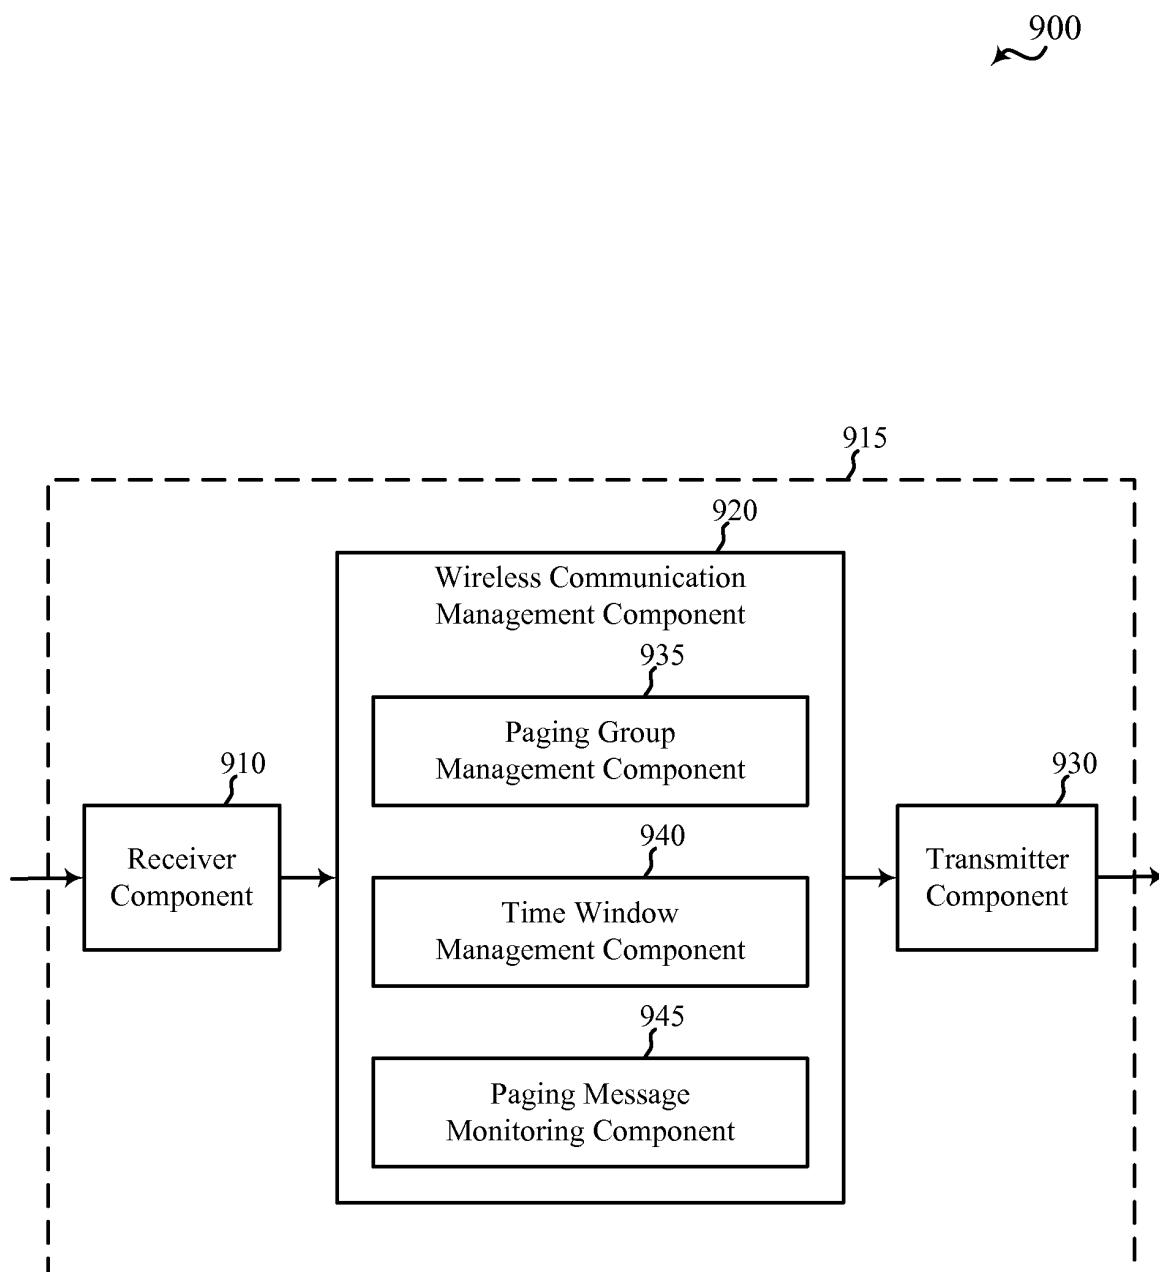 900
915
920
Wireless Communication
Management Component
935
Paging Group
Management Component
910
Receiver
Component
930
Transmitter
Component
940
Time Window
Management Component
945
Paging Message
Monitoring Component